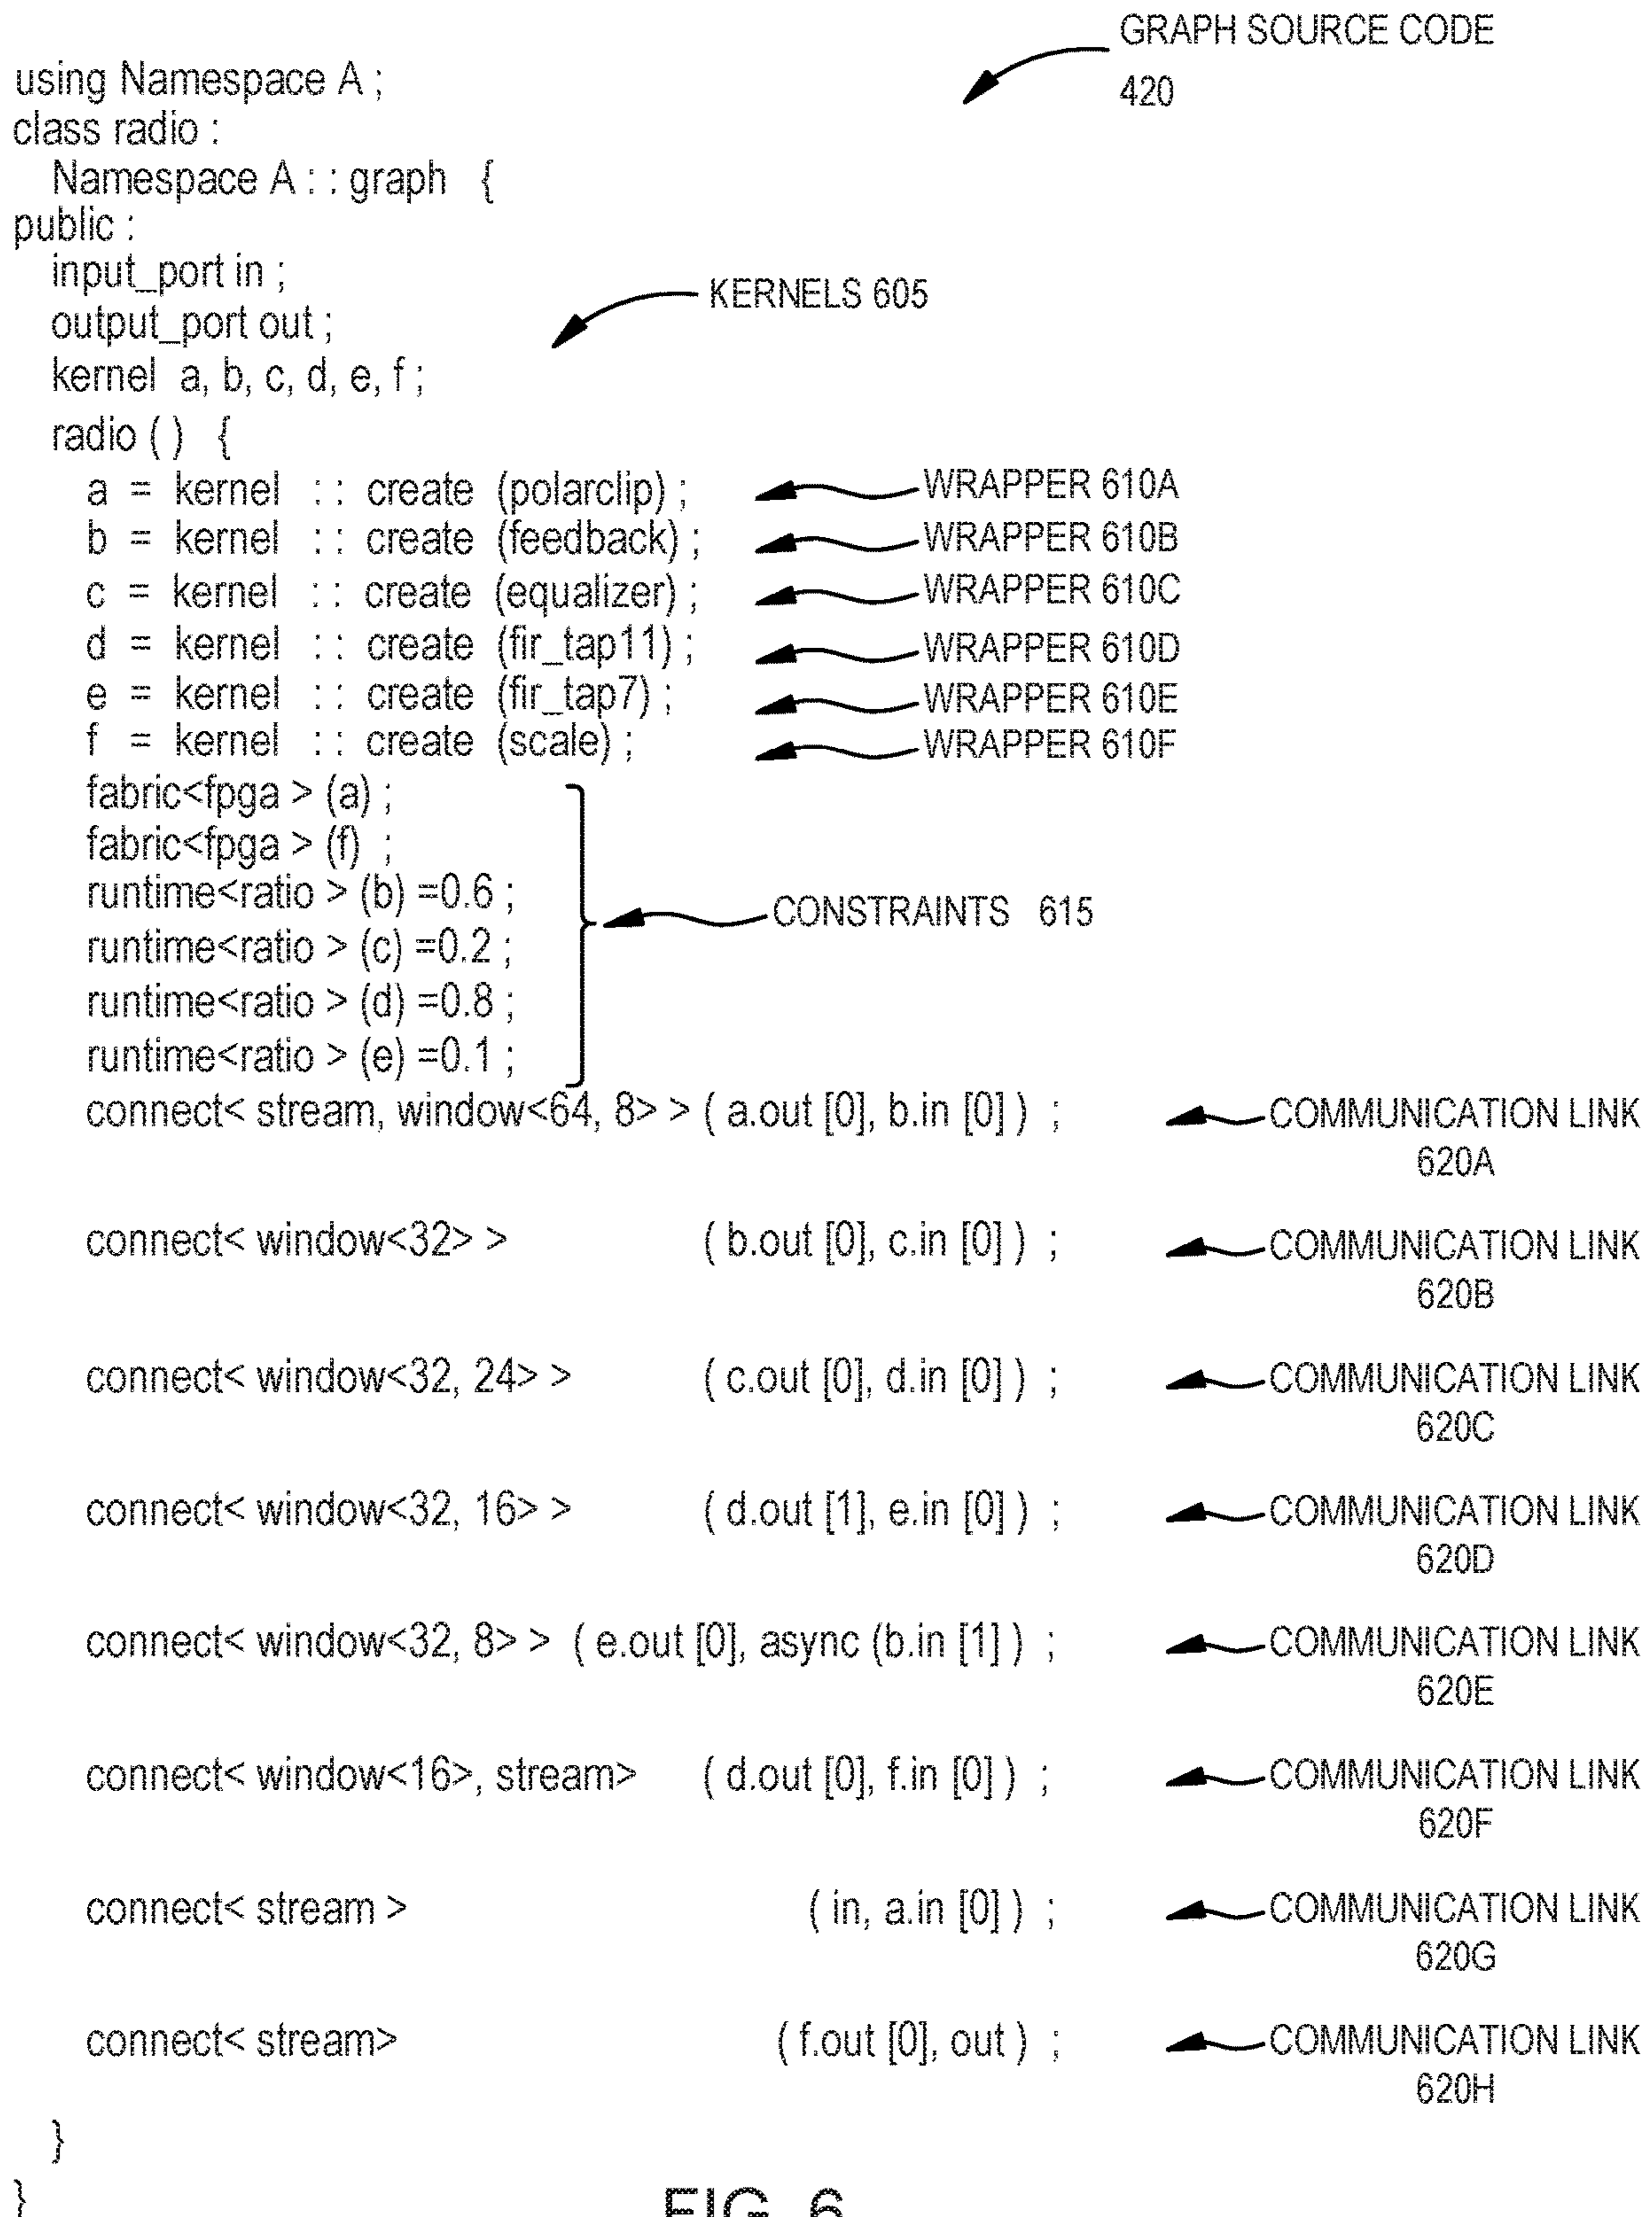 GRAPH SOURCE CODE
420
using Namespace A ;
class radio :
Namespace A : : graph {
public :
input_port in ;
output_port out ;
KERNELS 605
kernel a, b, c, d, e, f ;
radio ( ) {
a = kernel : : create (polarclip) ; WRAPPER 610A
b = kernel : : create (feedback) ; WRAPPER 610B
c = kernel : : create (equalizer) ; WRAPPER 610C
d = kernel : : create (fir_tap11) ; WRAPPER 610D
e = kernel : : create (fir_tap7) ; WRAPPER 610E
f = kernel : : create (scale) ; WRAPPER 610F
fabric<fpga > (a) ;
fabric<fpga > (f) ;
runtime<ratio > (b) =0.6 ;
CONSTRAINTS 615
runtime<ratio > (c) =0.2 ;
runtime<ratio > (d) =0.8 ;
runtime<ratio > (e) =0.1 ;
connect< stream, window<64, 8> > ( a.out [0], b.in [0] ) ; COMMUNICATION LINK
620A
connect< window<32> > ( b.out [0], c.in [0] ) ; COMMUNICATION LINK
620B
connect< window<32, 24> > ( c.out [0], d.in [0] ) ; COMMUNICATION LINK
620C
connect< window<32, 16> > ( d.out [1], e.in [0] ) ; COMMUNICATION LINK
620D
connect< window<32, 8> > ( e.out [0], async (b.in [1] ) ; COMMUNICATION LINK
620E
connect< window<16>, stream> ( d.out [0], f.in [0] ) ; COMMUNICATION LINK
620F
connect< stream > ( in, a.in [0] ) ; COMMUNICATION LINK
620G
connect< stream> ( f.out [0], out ) ; COMMUNICATION LINK
620H
}
}
FIG. 6